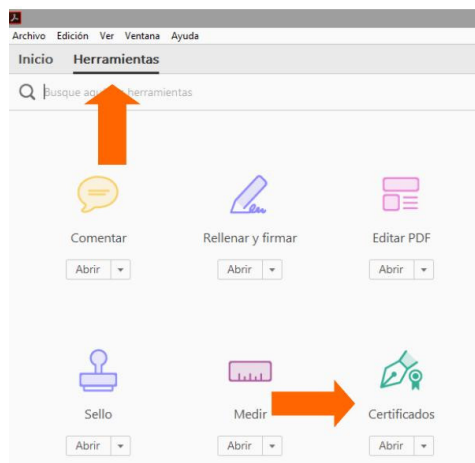 Archivo Edición Ver Ventana Ayuda
Inicio Herramientas
Busque herramientas
Comentar Rellenar y firmar Editar PDF
Abrir Abrir Abrir
Sello Medir Certificados
Abrir Abrir Abrir